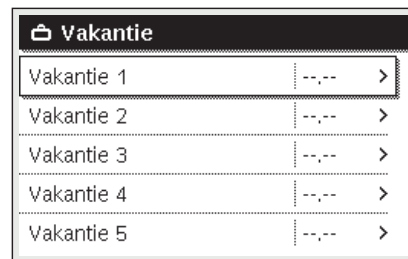 Vakantie
Vakantie 1 --.-- >
Vakantie 2 --.-- >
Vakantie 3 --.-- >
Vakantie 4 --.-- >
Vakantie 5 --.-- >